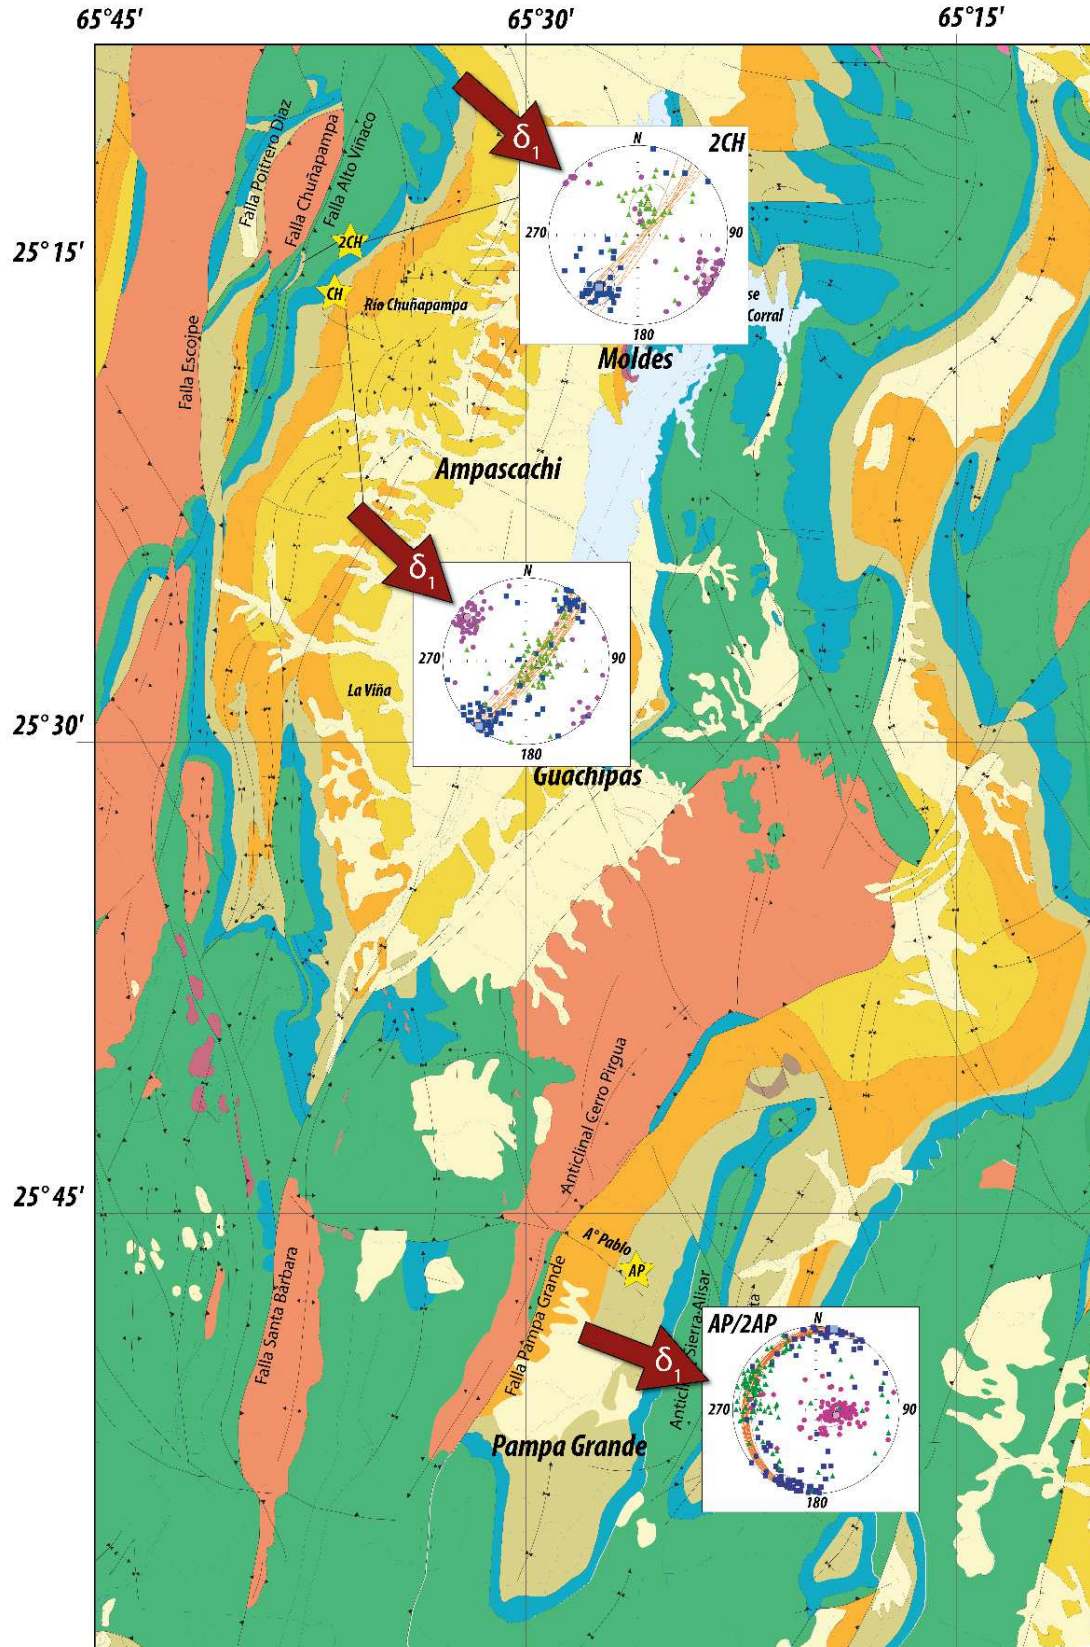 65°45'
65°30'
65°15'
Falla Poitrero Diaz
Falla Chuñapampa
Falla Alto Viñaco
δ1
2CH
N
270
90
180
25°15'
2CH
CH
Río Chuñapampa
se
Corral
Moldes
Falla Escojpe
Ampascachi
δ1
N
270
90
180
La Viña
25°30'
Guachipas
Anticlinal Cerro Pirgua
25°45'
A° Pablo
AP
Falla Santa Bárbara
Falla Pampa Grande
Sierra Alisar
ta
δ1
AP/2AP
N
270
90
180
Pampa Grande